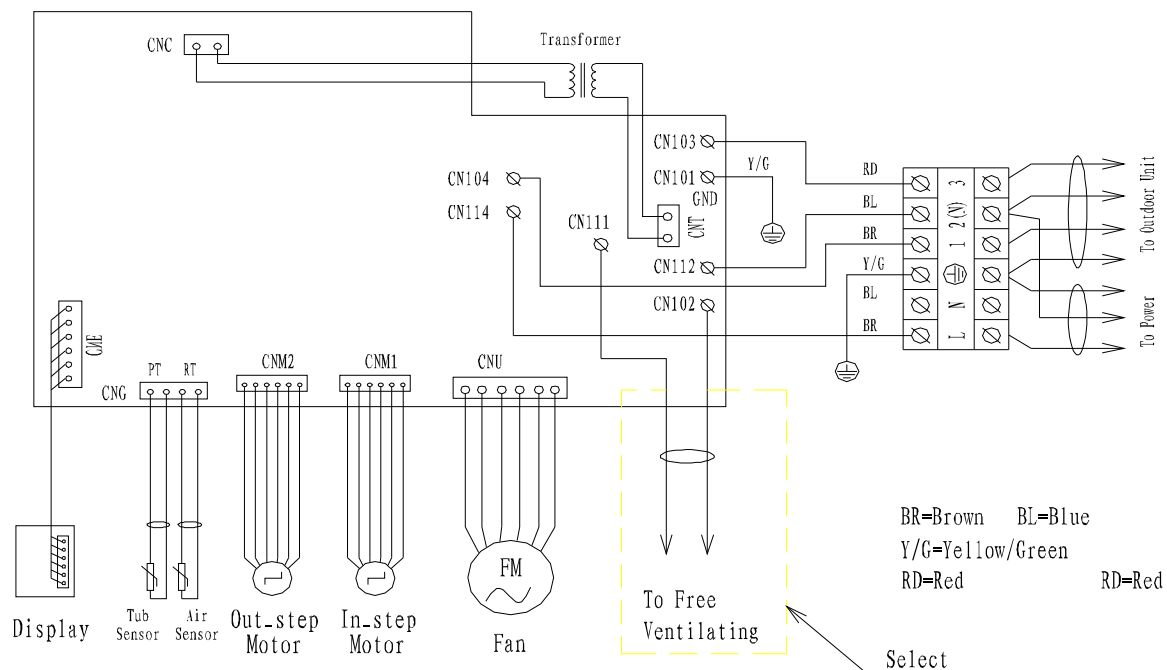 CNC
Transformer
CN103
CN104
CN101
Y/G
GND
CN114
CN111
CNT
CN112
CN102
RD
BL
BR
Y/G
BL
BR
3
2(N)
1
N
L
To Outdoor Unit
To Power
CNE
PT
RT
CNG
CNM2
CNM1
CNU
FM
Display
Tub
Sensor
Air
Sensor
Out_step
Motor
In_step
Motor
Fan
To Free
Ventilating
BR=Brown BL=Blue
Y/G=Yellow/Green
RD=Red RD=Red
Select